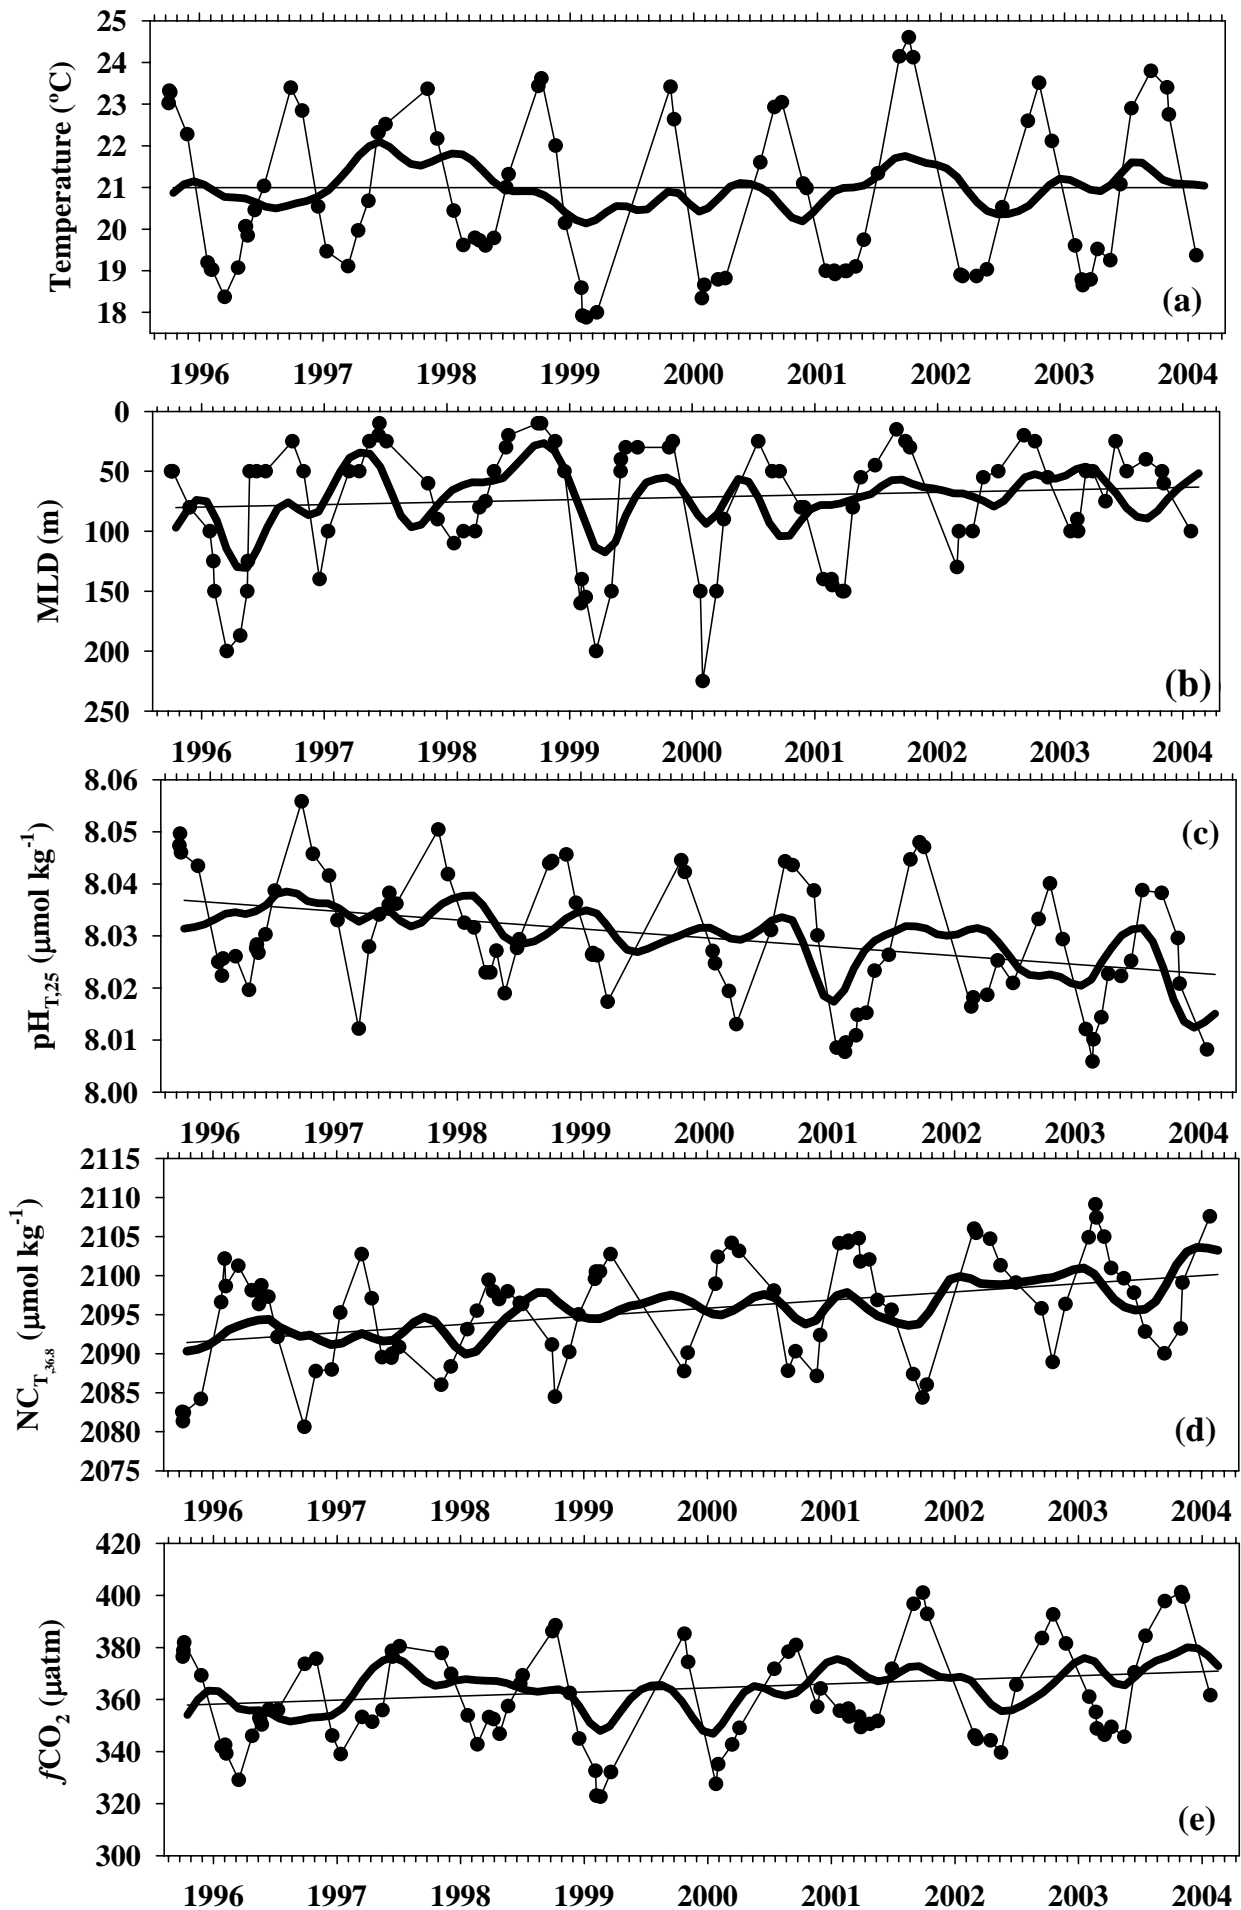 25
24
23
22
21
20
19
18
Temperature (ºC)
(a)
1996 1997 1998 1999 2000 2001 2002 2003 2004
0
50
100
150
200
250
MLD (m)
(b)
1996 1997 1998 1999 2000 2001 2002 2003 2004
8.06
8.05
8.04
8.03
8.02
8.01
8.00
pH_T,25 (µmol kg⁻¹)
(c)
1996 1997 1998 1999 2000 2001 2002 2003 2004
2115
2110
2105
2100
2095
2090
2085
2080
2075
NC_T,36.8 (µmol kg⁻¹)
(d)
1996 1997 1998 1999 2000 2001 2002 2003 2004
420
400
380
360
340
320
300
fCO₂ (µatm)
(e)
1996 1997 1998 1999 2000 2001 2002 2003 2004